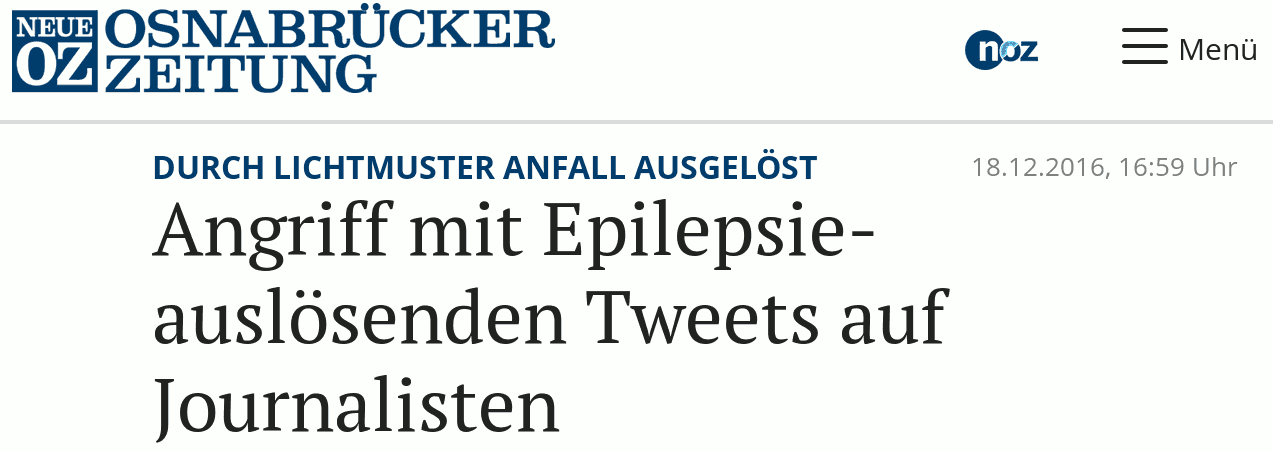 NEUE
OZ
OSNABRÜCKER
ZEITUNG
noz
Menü
DURCH LICHTMUSTER ANFALL AUSGELÖST
18.12.2016, 16:59 Uhr
Angriff mit Epilepsie-
auslösenden Tweets auf
Journalisten